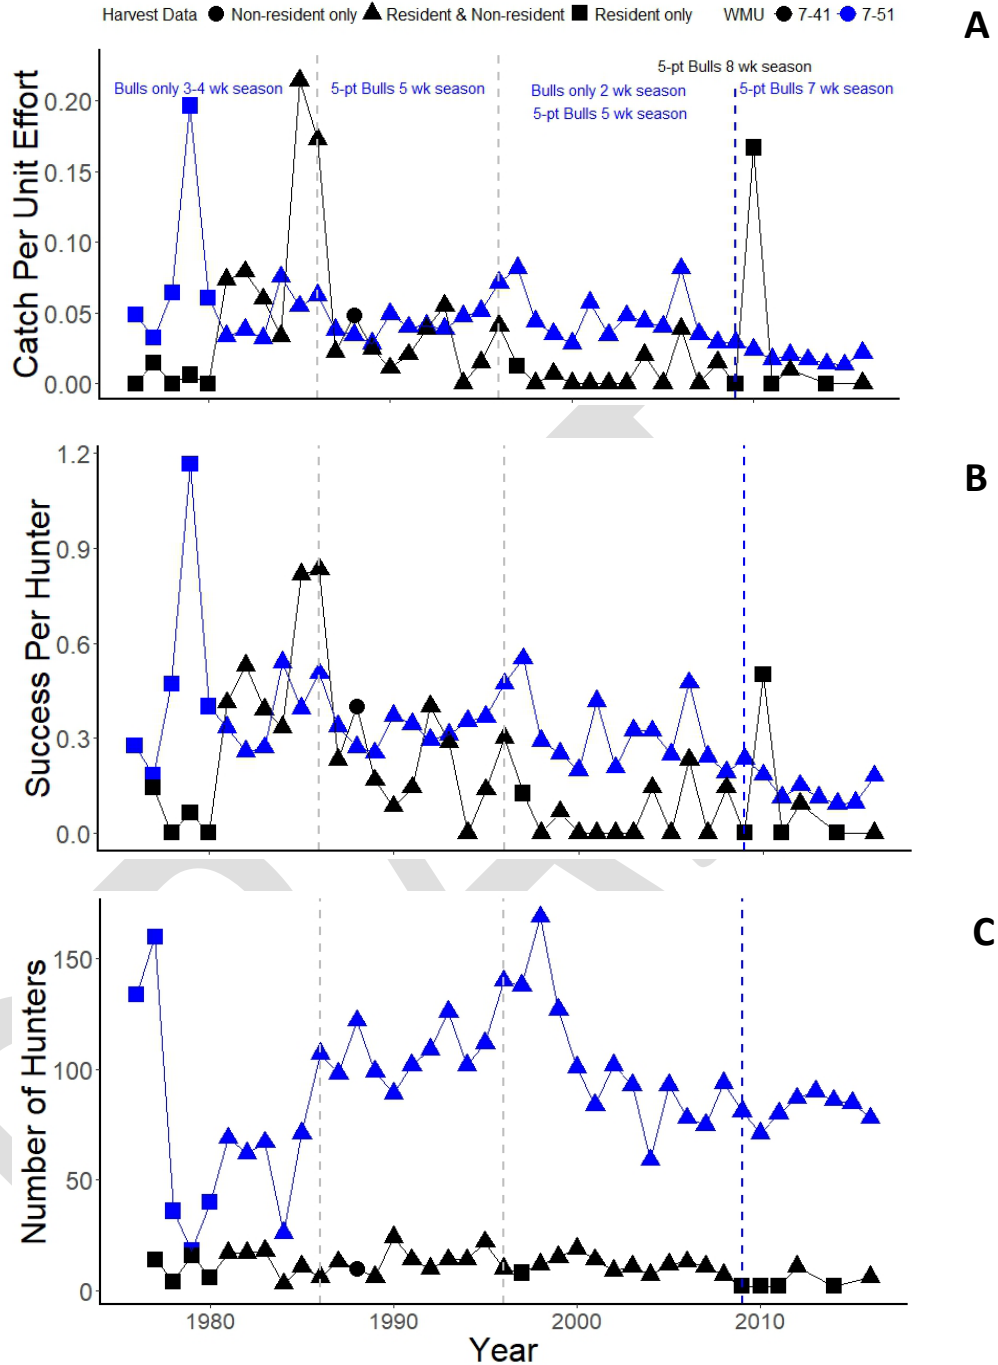 Harvest Data Non-resident only Resident & Non-resident Resident only WMU 7-41 7-51
A
5-pt Bulls 8 wk season
Bulls only 3-4 wk season 5-pt Bulls 5 wk season Bulls only 2 wk season 5-pt Bulls 7 wk season
5-pt Bulls 5 wk season
Catch Per Unit Effort
0.20
0.15
0.10
0.05
0.00
B
Success Per Hunter
1.2
0.9
0.6
0.3
0.0
C
Number of Hunters
150
100
50
0
1980 1990 2000 2010
Year